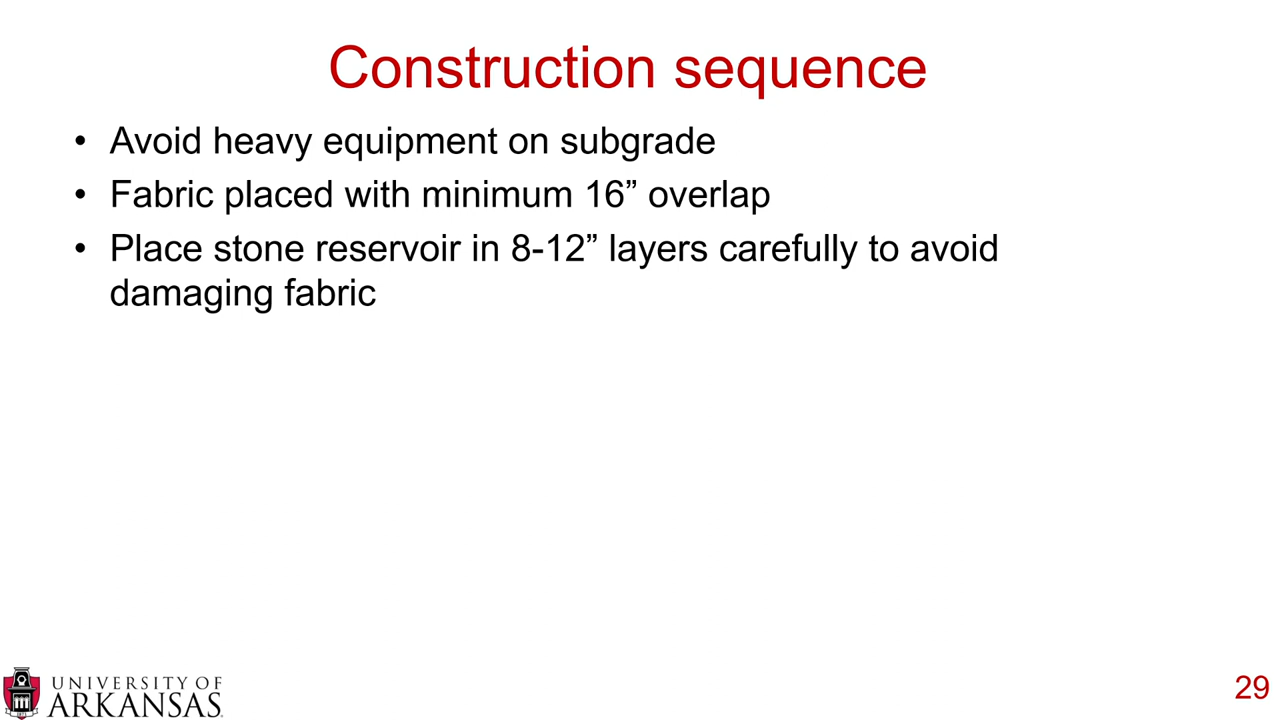 Construction sequence
• Avoid heavy equipment on subgrade
• Fabric placed with minimum 16” overlap
• Place stone reservoir in 8-12” layers carefully to avoid
damaging fabric
UNIVERSITY OF
ARKANSAS
29